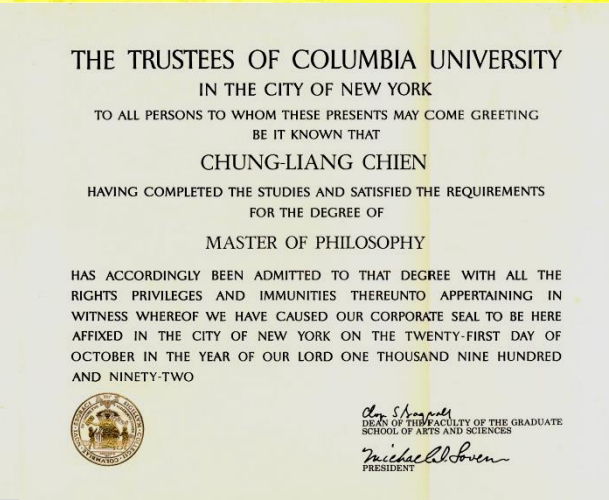 THE TRUSTEES OF COLUMBIA UNIVERSITY
IN THE CITY OF NEW YORK
TO ALL PERSONS TO WHOM THESE PRESENTS MAY COME GREETING
BE IT KNOWN THAT
CHUNG-LIANG CHIEN
HAVING COMPLETED THE STUDIES AND SATISFIED THE REQUIREMENTS
FOR THE DEGREE OF
MASTER OF PHILOSOPHY
HAS ACCORDINGLY BEEN ADMITTED TO THAT DEGREE WITH ALL THE
RIGHTS PRIVILEGES AND IMMUNITIES THEREUNTO APPERTAINING IN
WITNESS WHEREOF WE HAVE CAUSED OUR CORPORATE SEAL TO BE HERE
AFFIXED IN THE CITY OF NEW YORK ON THE TWENTY-FIRST DAY OF
OCTOBER IN THE YEAR OF OUR LORD ONE THOUSAND NINE HUNDRED
AND NINETY-TWO
DEAN OF THE FACULTY OF THE GRADUATE
SCHOOL OF ARTS AND SCIENCES
PRESIDENT